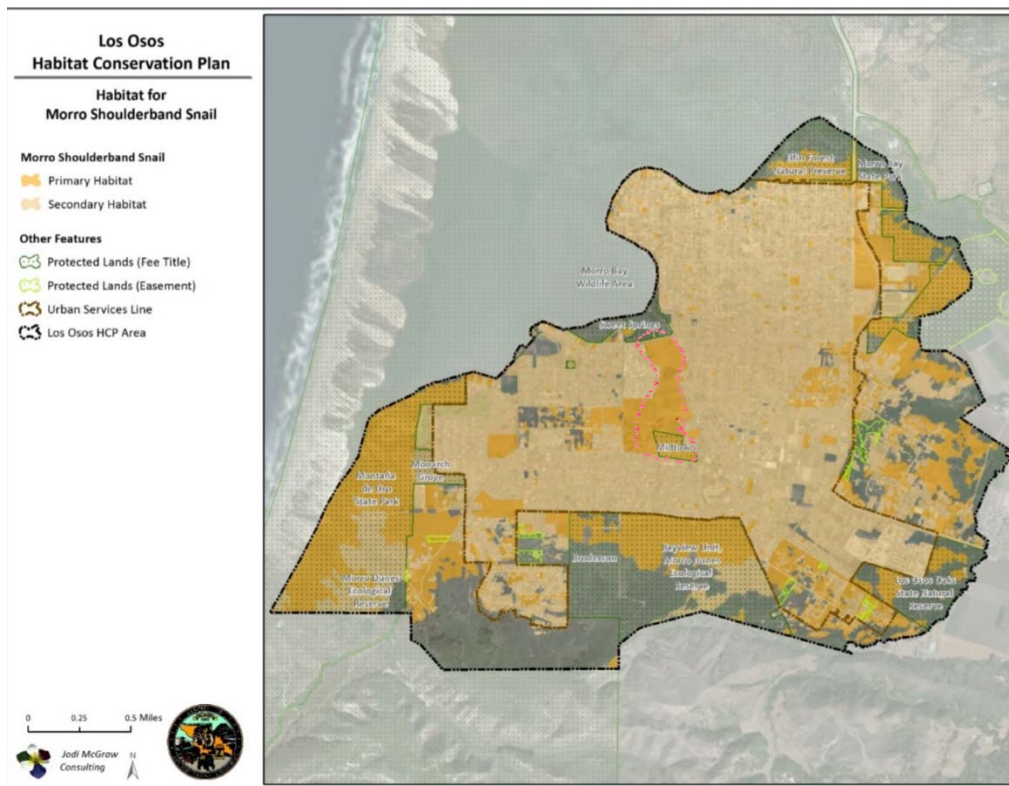 Los Osos
Habitat Conservation Plan
Habitat for
Morro Shoulderband Snail
Morro Shoulderband Snail
Primary Habitat
Secondary Habitat
Other Features
Protected Lands (Fee Title)
Protected Lands (Easement)
Urban Services Line
Los Osos HCP Area
0 0.25 0.5 Miles
Jodi McGraw
Consulting
N
Elfin Forest
Natural Preserve
Morro Bay
State Park
Morro Bay
Wildlife Area
Sweet Springs
Midtown
Monarch
Grove
Montaña
de Oro
State Park
Morro Dunes
Ecological
Reserve
Broderson
Bayview Unit,
Morro Dunes
Ecological
Reserve
Los Osos Oaks
State Natural
Reserve